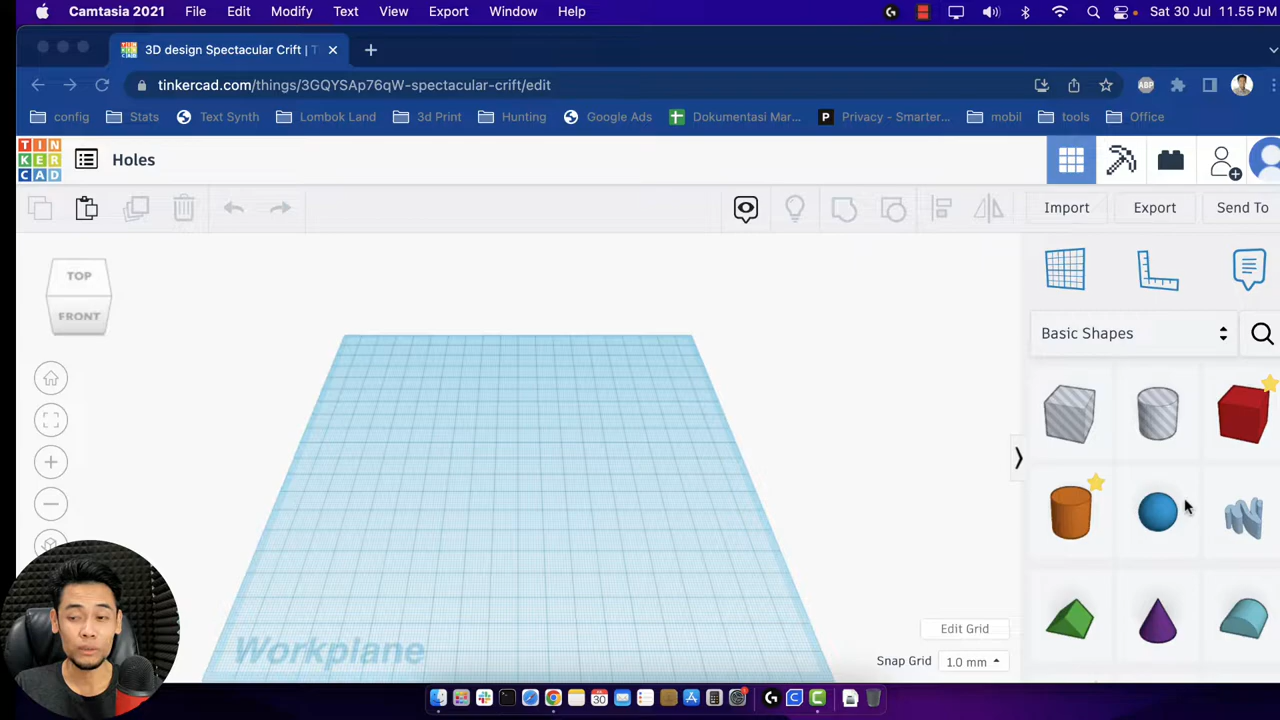 Camtasia 2021 File Edit Modify Text View Export Window Help Sat 30 Jul 11.55 PM
3D design Spectacular Crift | T
tinkercad.com/things/3GQYSAp76qW-spectacular-crift/edit
config Stats Text Synth Lombok Land 3d Print Hunting Google Ads Dokumentasi Mar... Privacy - Smarter... mobil tools Office
TIN
KER
CAD
Holes
Import Export Send To
TOP
FRONT
Basic Shapes
Workplane
Edit Grid
Snap Grid 1.0 mm